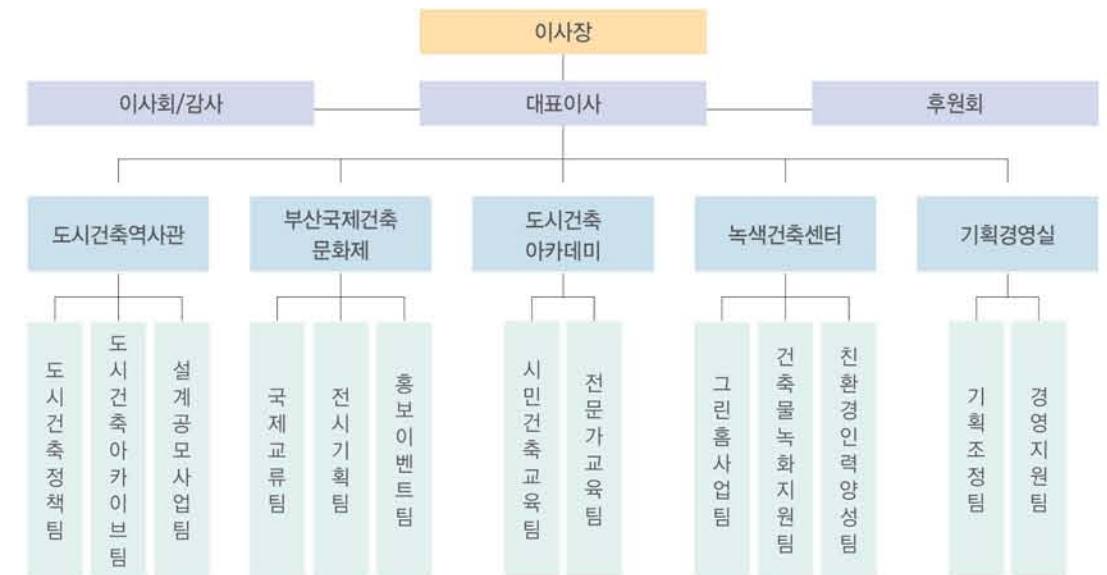 이사장
이사회/감사
대표이사
후원회
도시건축역사관
부산국제건축
문화제
도시건축
아카데미
녹색건축센터
기획경영실
도시건축정책팀
도시건축아카이브팀
설계공모사업팀
국제교류팀
전시기획팀
홍보이벤트팀
시민건축교육팀
전문가교육팀
그린홈사업팀
건축물녹화지원팀
친환경인력양성팀
기획조정팀
경영지원팀